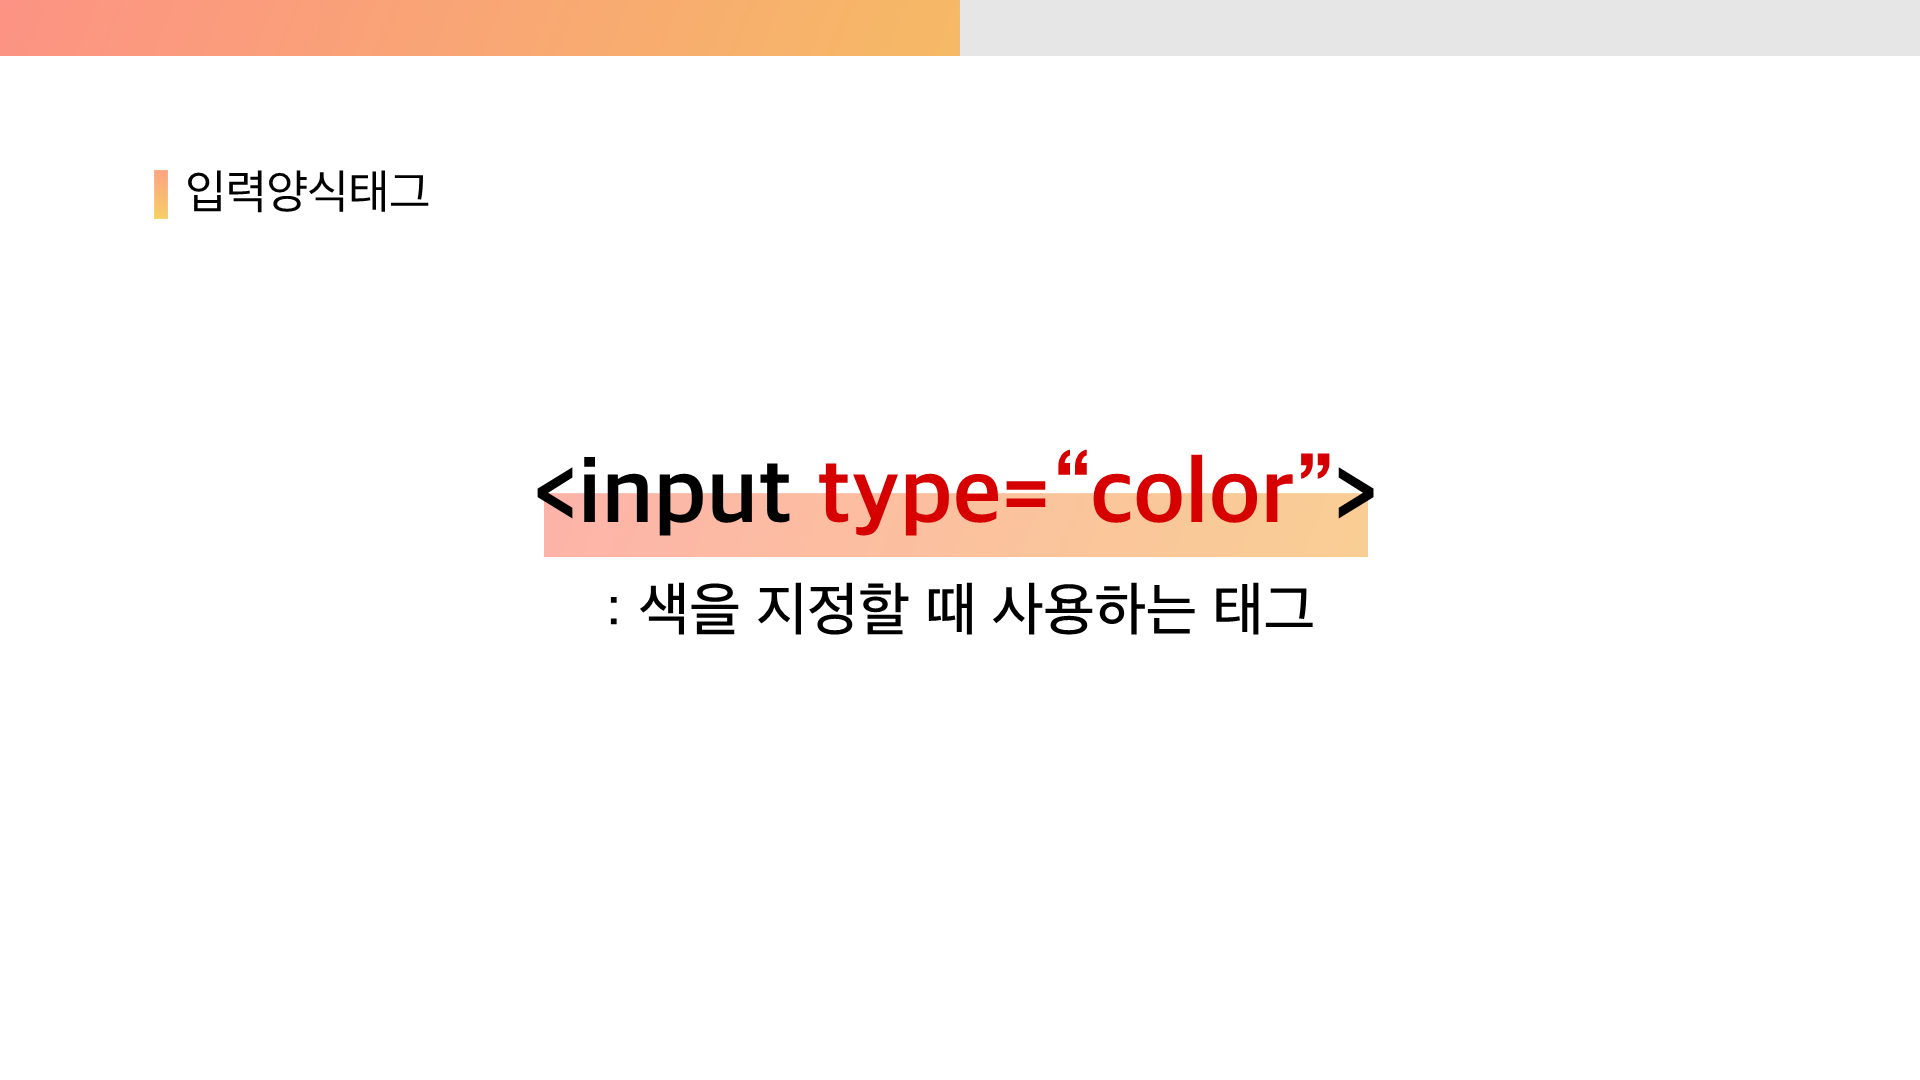 입력양식태그
<input type=“color”>
: 색을 지정할 때 사용하는 태그